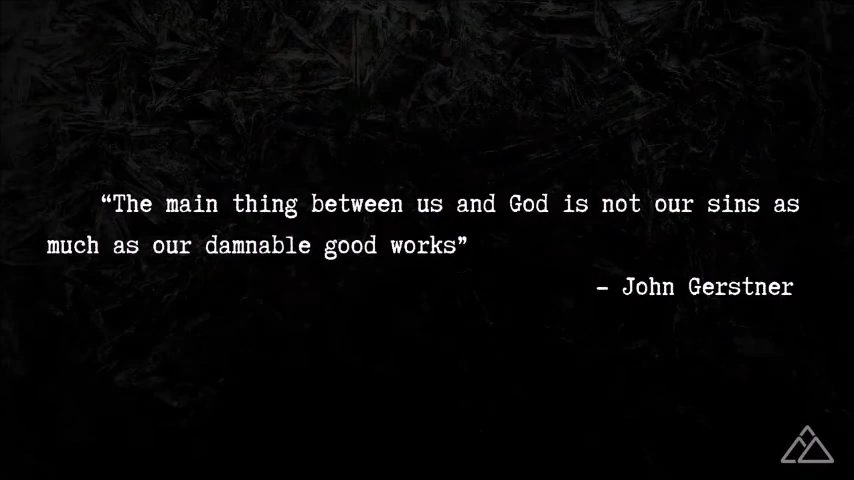 “The main thing between us and God is not our sins as
much as our damnable good works”
– John Gerstner